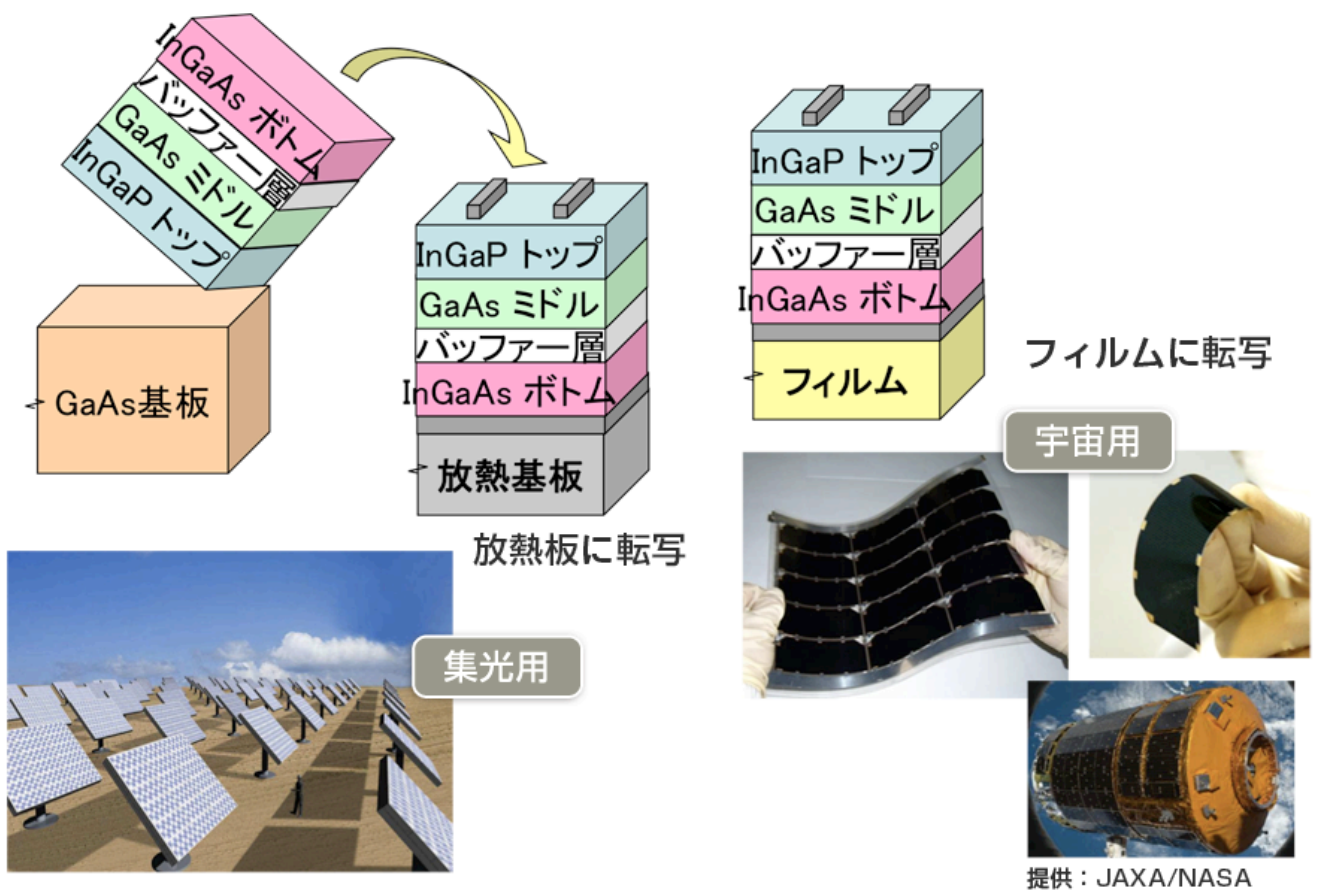 InGaAs ボトム
バッファー層
GaAs ミドル
InGaP トップ
GaAs基板
InGaP トップ
GaAs ミドル
バッファー層
InGaAs ボトム
放熱基板
放熱板に転写
集光用
InGaP トップ
GaAs ミドル
バッファー層
InGaAs ボトム
フィルム
フィルムに転写
宇宙用
提供：JAXA/NASA